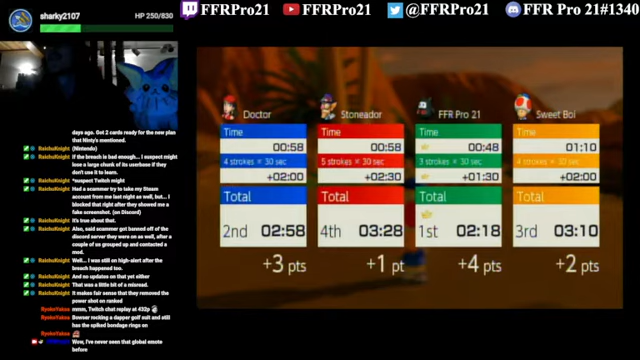 sharky2107
HP 250/830
FFRPro21
FFRPro21
@FFRPro21
FFR Pro 21#1340
days ago. Got 2 cards ready for the new plan
that Ninty's mentioned.
RaichuKnight (Nintendo)
RaichuKnight If the breach is bad enough... I suspect might
lose a large chunk of its userbase if they
don't use it to learn.
RaichuKnight *suspect Twitch might
RaichuKnight Had a scammer try to take my Steam
account from me last night as well, but... I
blocked that right after they showed me a
fake screenshot. (on Discord)
RaichuKnight It's true about that.
RaichuKnight Also, said scammer got banned off of the
discord server they were on as well, after a
couple of us grouped up and contacted a
mod.
RaichuKnight Well... I was still on high-alert after the
breach happened too.
RaichuKnight And no updates on that yet either
RaichuKnight That was a little bit of a misread.
RaichuKnight It makes fair sense that they removed the
power shot on ranked
mmm, Twitch chat replay at 432p
Bowser rocking a dapper golf suit and still
has the spiked bondage rings on
Wow, I've never seen that global emote
before
Doctor
Time
00:58
4 strokes × 30 sec
+02:00
Total
2nd 02:58
+3 pts
Stoneador
Time
00:58
5 strokes × 30 sec
+02:30
Total
4th 03:28
+1 pt
FFR Pro 21
Time
00:48
3 strokes × 30 sec
+01:30
Total
1st 02:18
+4 pts
Sweet Boi
Time
01:10
4 strokes × 30 sec
+02:00
Total
3rd 03:10
+2 pts